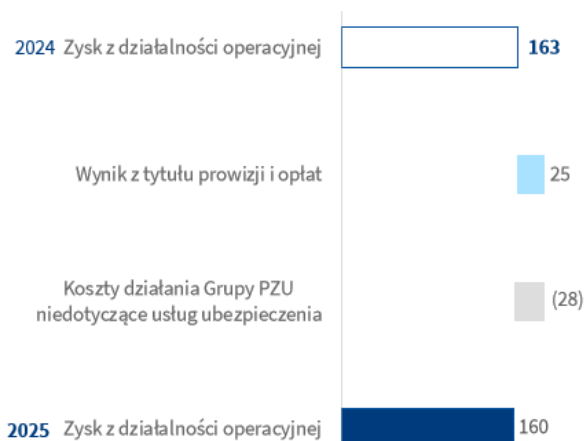 2024 Zysk z działalności operacyjnej 163
Wynik z tytułu prowizji i opłat 25
Koszty działania Grupy PZU
niedotyczące usług ubezpieczenia (28)
2025 Zysk z działalności operacyjnej 160